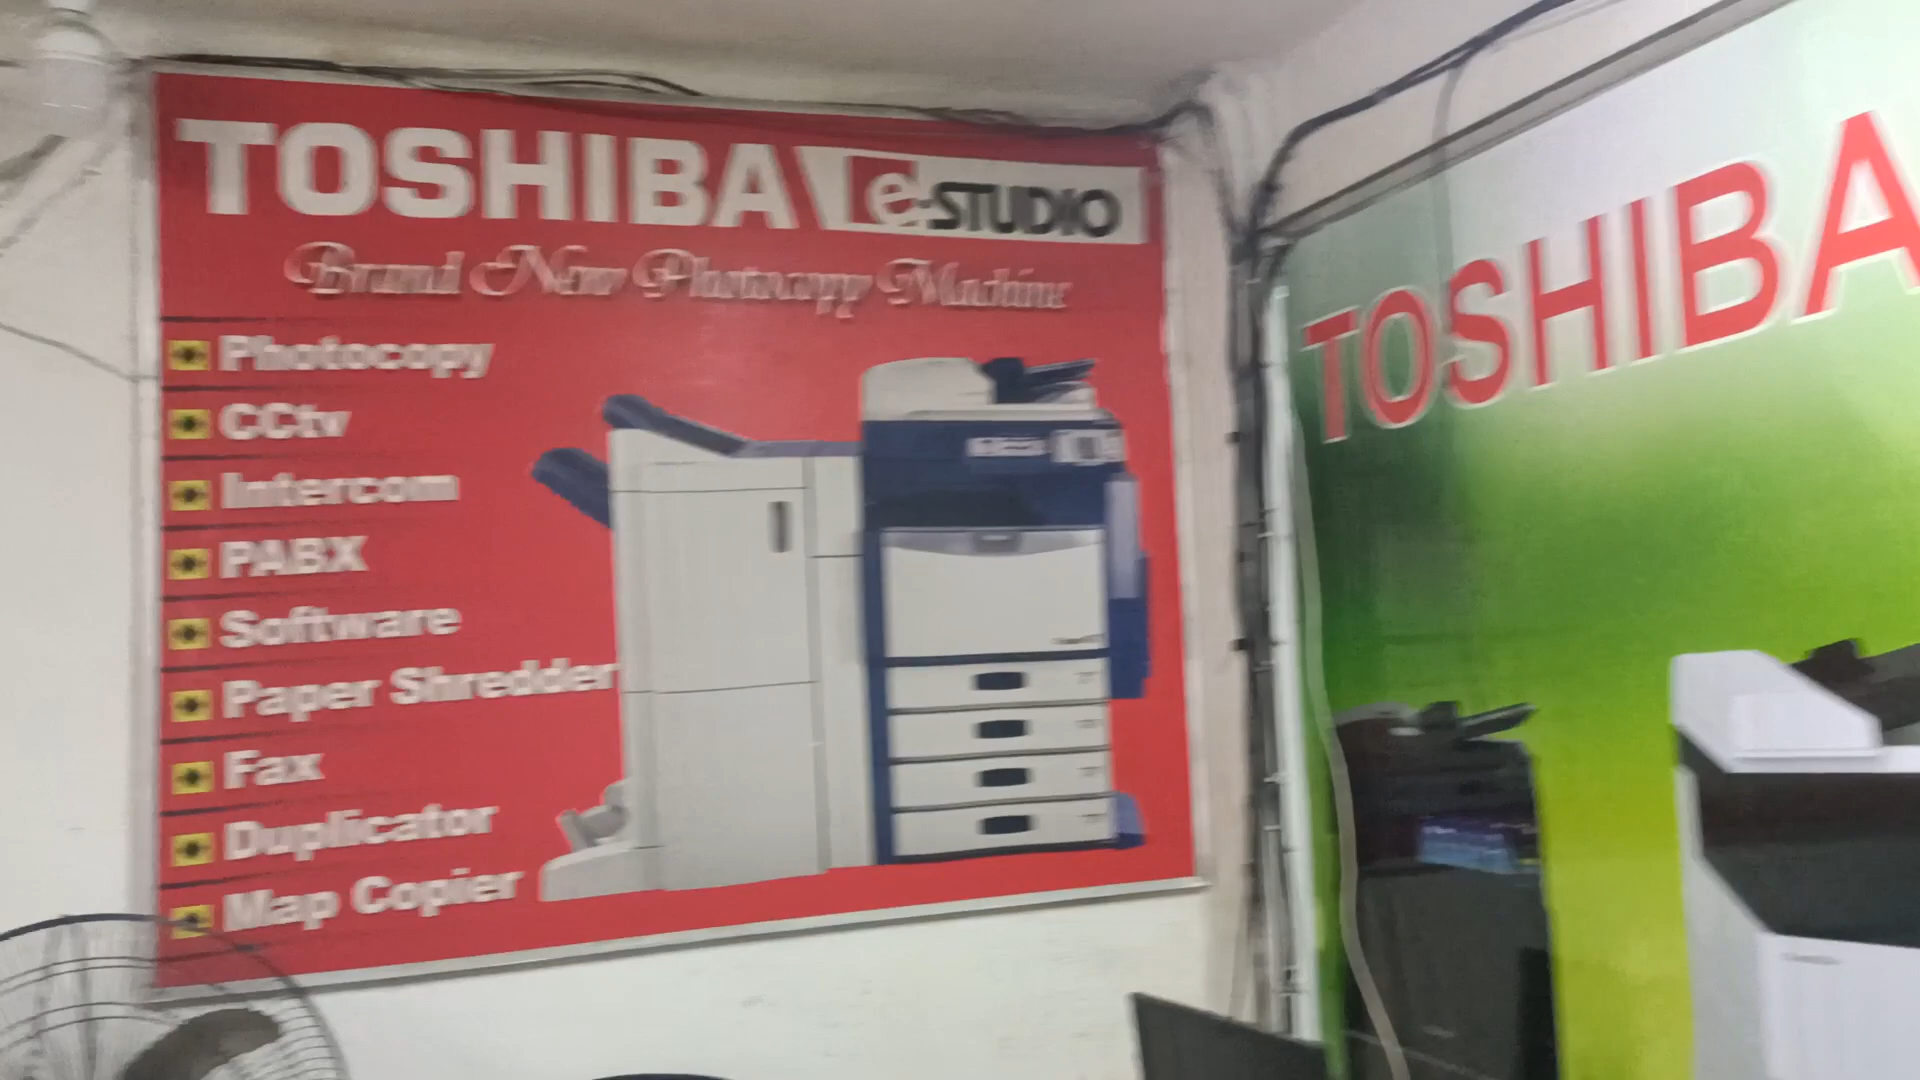 TOSHIBA e-STUDIO
Brand New Photocopy Machine
Photocopy
CCtv
Intercom
PABX
Software
Paper Shredder
Fax
Duplicator
Map Copier
TOSHIBA